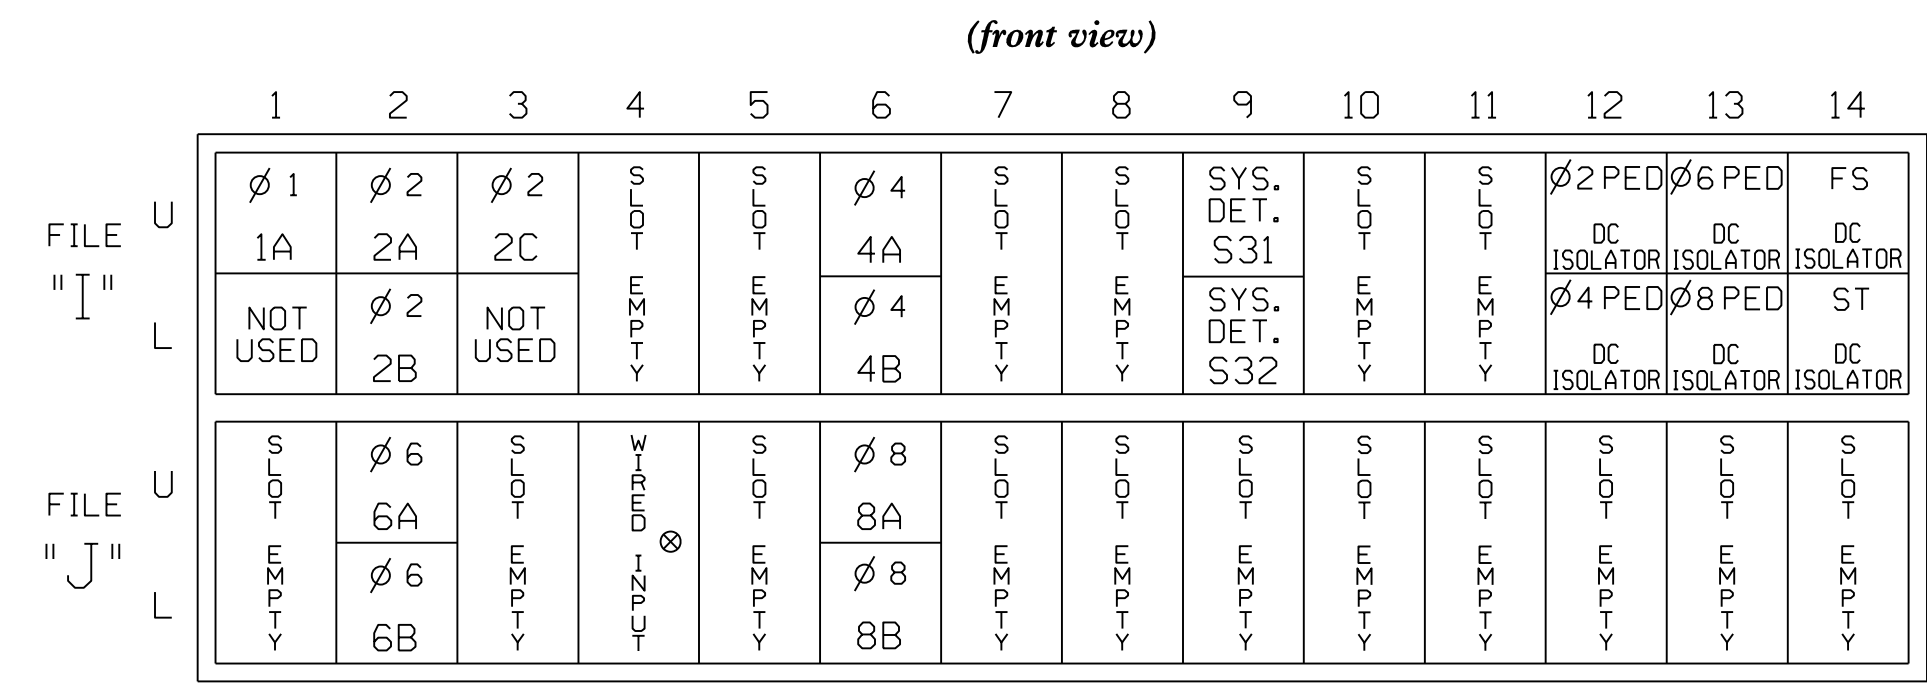 (front view)
1 2 3 4 5 6 7 8 9 10 11 12 13 14
FILE "I"
U
L
Ø 1
1A
NOT USED
Ø 2
2A
Ø 2
2B
Ø 2
2C
NOT USED
SLOT EMPTY
SLOT EMPTY
Ø 4
4A
Ø 4
4B
SLOT EMPTY
SLOT EMPTY
SYS.
DET.
S31
SYS.
DET.
S32
SLOT EMPTY
SLOT EMPTY
Ø2 PED
DC
ISOLATOR
Ø4 PED
DC
ISOLATOR
Ø6 PED
DC
ISOLATOR
Ø8 PED
DC
ISOLATOR
FS
DC
ISOLATOR
ST
DC
ISOLATOR
FILE "J"
U
L
SLOT EMPTY
Ø 6
6A
Ø 6
6B
SLOT EMPTY
WIRED INPUT
⊗
SLOT EMPTY
Ø 8
8A
Ø 8
8B
SLOT EMPTY
SLOT EMPTY
SLOT EMPTY
SLOT EMPTY
SLOT EMPTY
SLOT EMPTY
SLOT EMPTY
SLOT EMPTY